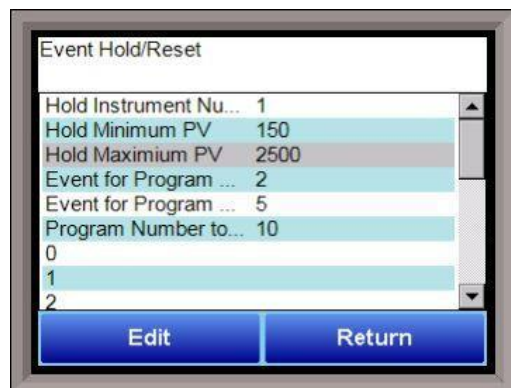 Event Hold/Reset
Hold Instrument Nu... 1
Hold Minimum PV 150
Hold Maximium PV 2500
Event for Program ... 2
Event for Program ... 5
Program Number to... 10
0
1
2
Edit Return